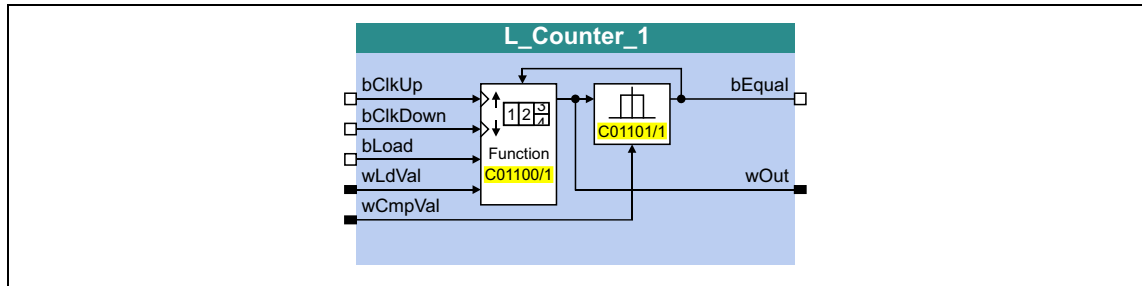 L_Counter_1
bClkUp
bEqual
bClkDown
1 2 3 4
C01101/1
bLoad
Function
wLdVal
C01100/1
wOut
wCmpVal